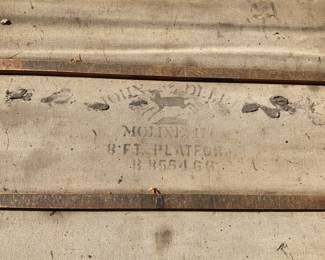 JOHN DEERE
MOLINE, ILL
8 FT. PLATFORM